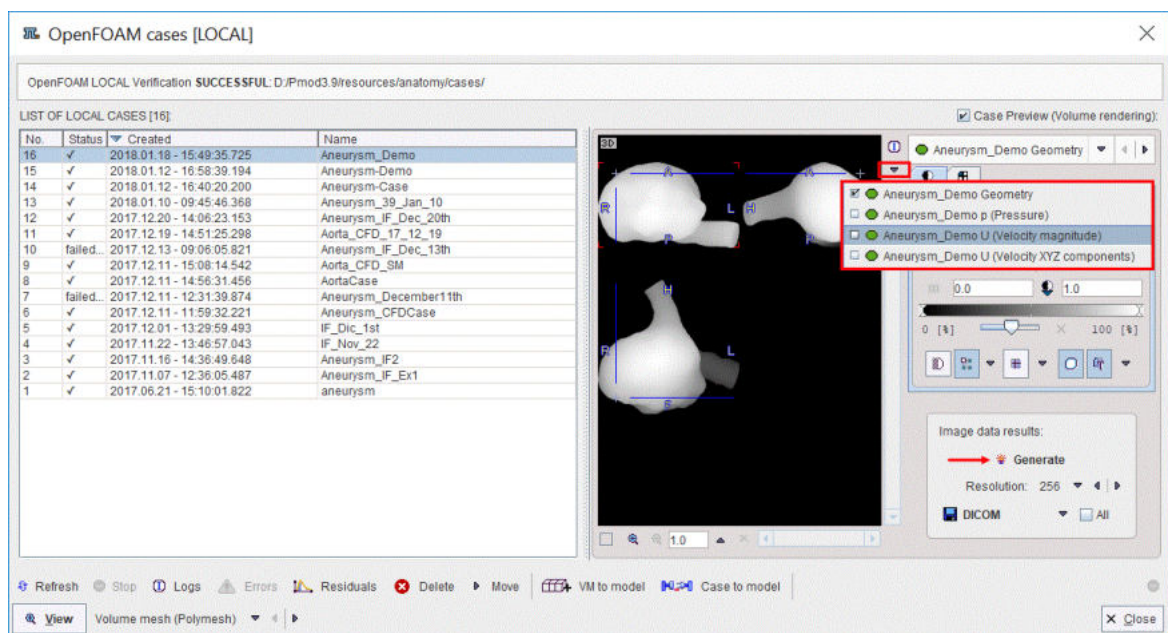 OpenFOAM cases [LOCAL]
OpenFOAM LOCAL Verification SUCCESSFUL: D:/Pmod3.9/resources/anatomy/cases/
LIST OF LOCAL CASES [16]:
Case Preview (Volume rendering):
No. Status Created Name
16 ✓ 2018.01.18 - 15:49:35.725 Aneurysm_Demo
15 ✓ 2018.01.12 - 16:58:39.194 Aneurysm-Demo
14 ✓ 2018.01.12 - 16:40:20.200 Aneurysm-Case
13 ✓ 2018.01.10 - 09:45:46.368 Aneurysm_39_Jan_10
12 ✓ 2017.12.20 - 14:06:23.153 Aneurysm_IF_Dec_20th
11 ✓ 2017.12.19 - 14:51:25.298 Aorta_CFD_17_12_19
10 failed... 2017.12.13 - 09:06:05.821 Aneurysm_IF_Dec_13th
9 ✓ 2017.12.11 - 15:08:14.542 Aorta_CFD_SM
8 ✓ 2017.12.11 - 14:56:31.456 AortaCase
7 failed... 2017.12.11 - 12:31:39.874 Aneurysm_December11th
6 ✓ 2017.12.11 - 11:59:32.221 Aneurysm_CFDCase
5 ✓ 2017.12.01 - 13:29:59.493 IF_Dic_1st
4 ✓ 2017.11.22 - 13:46:57.043 IF_Nov_22
3 ✓ 2017.11.16 - 14:36:49.648 Aneurysm_IF2
2 ✓ 2017.11.07 - 12:36:05.487 Aneurysm_IF_Ex1
1 ✓ 2017.06.21 - 15:10:01.822 aneurysm
3D
A A
R L H
P P
H
R L
1.0
Aneurysm_Demo Geometry
Aneurysm_Demo Geometry
Aneurysm_Demo p (Pressure)
Aneurysm_Demo U (Velocity magnitude)
Aneurysm_Demo U (Velocity XYZ components)
0.0 1.0
0 [%] 100 [%]
Image data results:
Generate
Resolution: 256
DICOM All
Refresh Stop Logs Errors Residuals Delete Move VM to model Case to model
View Volume mesh (Polymesh) Close